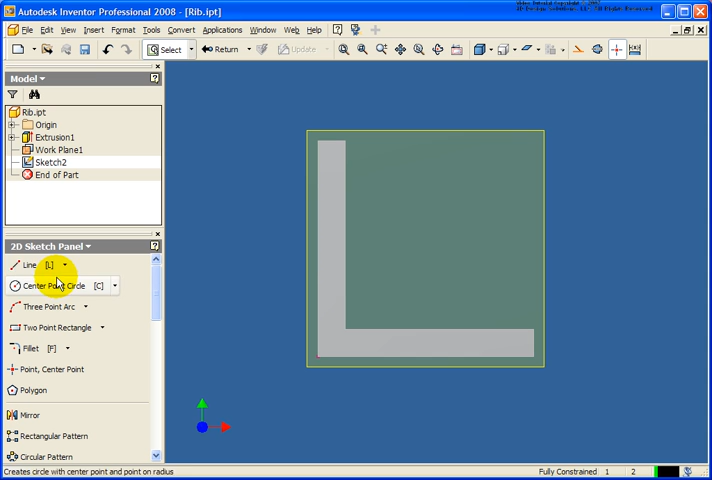 Autodesk Inventor Professional 2008 - [Rib.ipt]
File Edit View Insert Format Tools Convert Applications Window Web Help
Select Return Update
Model
Rib.ipt
Origin
Extrusion1
Work Plane1
Sketch2
End of Part
2D Sketch Panel
Line [L]
Center Point Circle [C]
Three Point Arc
Two Point Rectangle
Fillet [F]
Point, Center Point
Polygon
Mirror
Rectangular Pattern
Circular Pattern
Creates circle with center point and point on radius Fully Constrained 1 2